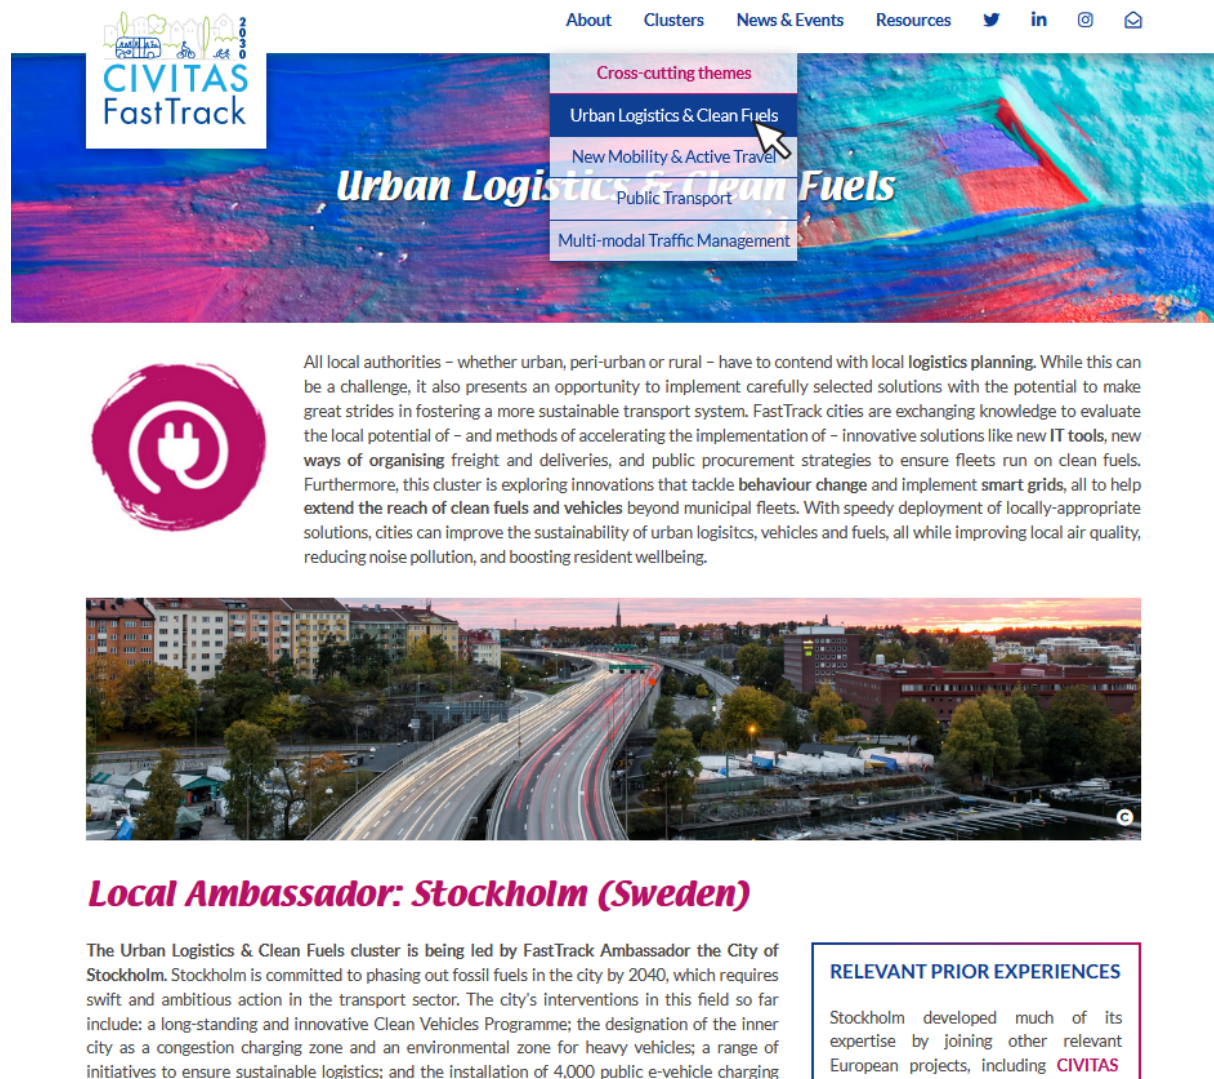 2030
CIVITAS
FastTrack
About Clusters News & Events Resources
Cross-cutting themes
Urban Logistics & Clean Fuels
New Mobility & Active Travel
Public Transport
Multi-modal Traffic Management
Urban Logistics & Clean Fuels
All local authorities – whether urban, peri-urban or rural – have to contend with local logistics planning. While this can
be a challenge, it also presents an opportunity to implement carefully selected solutions with the potential to make
great strides in fostering a more sustainable transport system. FastTrack cities are exchanging knowledge to evaluate
the local potential of – and methods of accelerating the implementation of – innovative solutions like new IT tools, new
ways of organising freight and deliveries, and public procurement strategies to ensure fleets run on clean fuels.
Furthermore, this cluster is exploring innovations that tackle behaviour change and implement smart grids, all to help
extend the reach of clean fuels and vehicles beyond municipal fleets. With speedy deployment of locally-appropriate
solutions, cities can improve the sustainability of urban logisitcs, vehicles and fuels, all while improving local air quality,
reducing noise pollution, and boosting resident wellbeing.
C
Local Ambassador: Stockholm (Sweden)
The Urban Logistics & Clean Fuels cluster is being led by FastTrack Ambassador the City of
Stockholm. Stockholm is committed to phasing out fossil fuels in the city by 2040, which requires
swift and ambitious action in the transport sector. The city's interventions in this field so far
include: a long-standing and innovative Clean Vehicles Programme; the designation of the inner
city as a congestion charging zone and an environmental zone for heavy vehicles; a range of
initiatives to ensure sustainable logistics; and the installation of 4,000 public e-vehicle charging
RELEVANT PRIOR EXPERIENCES
Stockholm developed much of its
expertise by joining other relevant
European projects, including CIVITAS